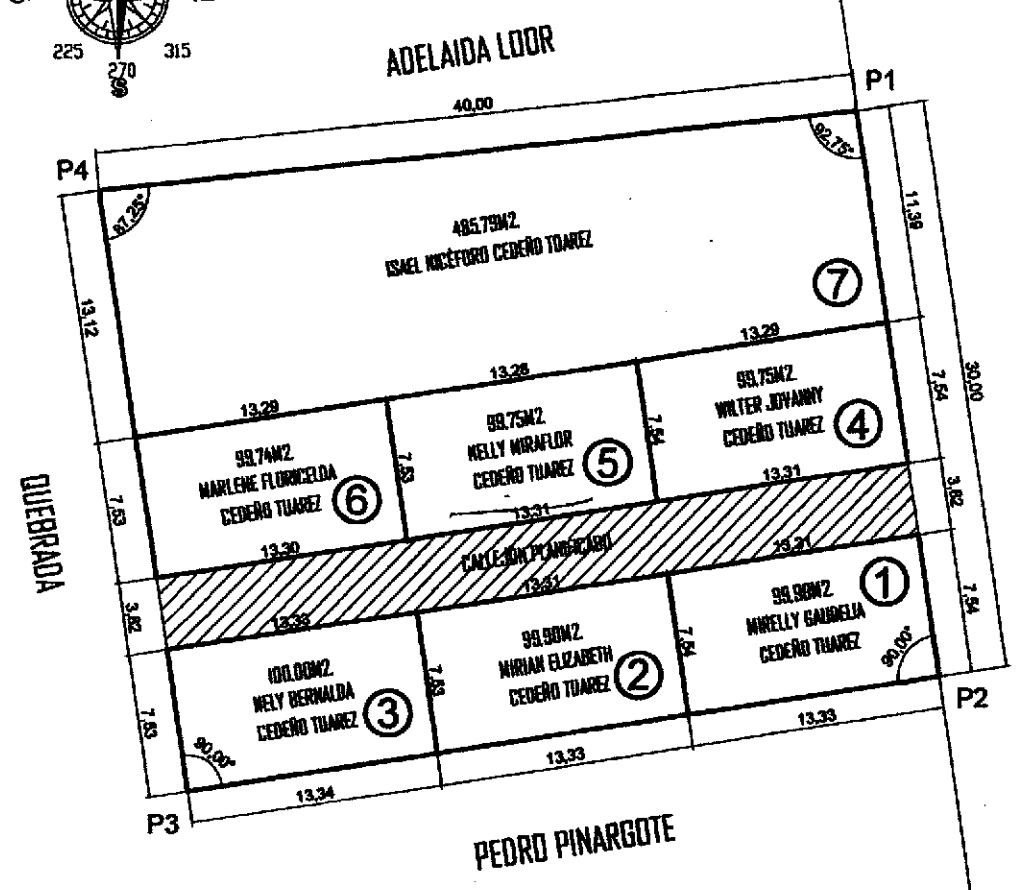 225
270
315
ADELAIDA LOOR
P1
40,00
P4
92,75°
87,25°
11,39
485.79M2.
ISAEL NICÉFORO CEDEÑO TOAREZ
7
13,12
13,29
13,28
13,29
7,54
30,00
99.74M2.
MARLENE FLORICELDA
CEDEÑO TUAREZ
6
7,53
99.75M2.
NELLY MIRAFLOR
CEDEÑO TUAREZ
5
7,54
99.75M2.
WILTER JOVANNY
CEDEÑO TUAREZ
4
QUEBRADA
7,53
13,30
13,31
13,31
3,82
CALLEJON PLANIFICADO
3,82
13,33
13,31
13,31
7,54
100.00M2.
NELY BERNALDA
CEDEÑO TUAREZ
3
7,53
99.90M2.
MIRIAN ELIZABETH
CEDEÑO TUAREZ
2
7,54
1
MIRELLY GAUDELIA
CEDEÑO TUAREZ
90,00°
7,53
90,00°
P2
13,34
13,33
13,33
P3
PEDRO PINARGOTE